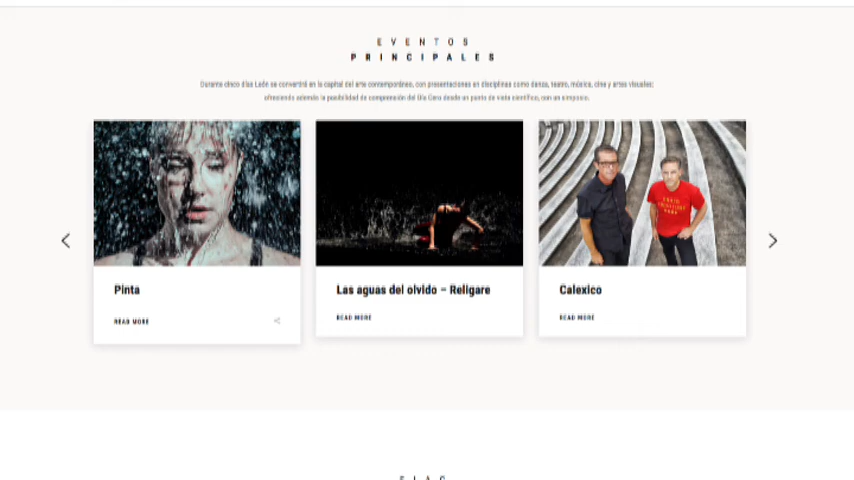 EVENTOS
PRINCIPALES
Durante cinco días León se convertirá en la capital del arte contemporáneo, con presentaciones en disciplinas como danza, teatro, música, cine y artes visuales;
ofreciendo además la posibilidad de comprensión del Día Cero desde un punto de vista científico, con un simposio.
Pinta
READ MORE
Las aguas del olvido – Religare
READ MORE
Calexico
READ MORE